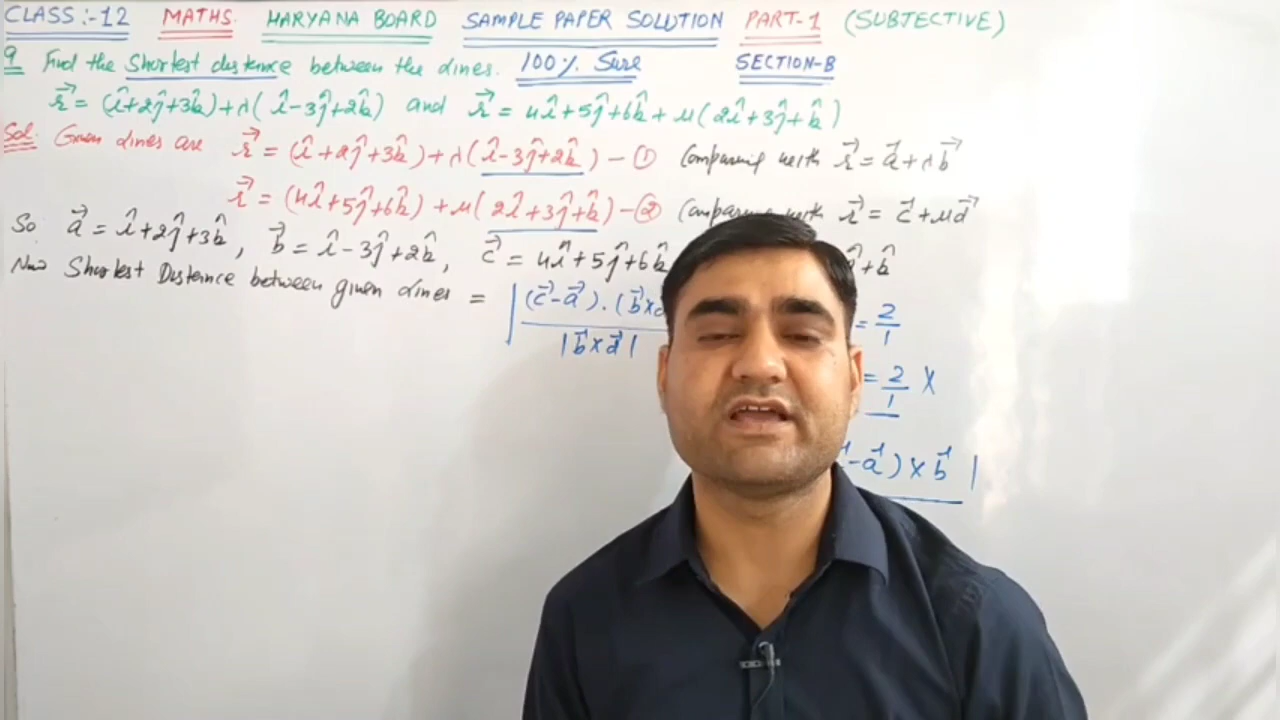 CLASS :-12 MATHS. HARYANA BOARD SAMPLE PAPER SOLUTION PART-1 (SUBJECTIVE)
Q Find the Shortest distance between the Lines. 100% Sure SECTION-B
r⃗ = (î+2ĵ+3k̂)+λ(î-3ĵ+2k̂) and r⃗ = 4î+5ĵ+6k̂+μ(2î+3ĵ+k̂)
Sol. Given Lines are r⃗ = (î+2ĵ+3k̂)+λ(î-3ĵ+2k̂) - ① Comparing with r⃗ = a⃗+λb⃗
r⃗ = (4î+5ĵ+6k̂)+μ(2î+3ĵ+k̂) - ② Comparing with r⃗ = c⃗+μd⃗
So a⃗ = î+2ĵ+3k̂, b⃗ = î-3ĵ+2k̂, c⃗ = 4î+5ĵ+6k̂ ĵ+k̂
Now Shortest Distance between given Lines = |(c⃗-a⃗).(b⃗×d
|b⃗×d⃗|
= 2/1
= 2/1 ×
-a⃗)×b⃗ |